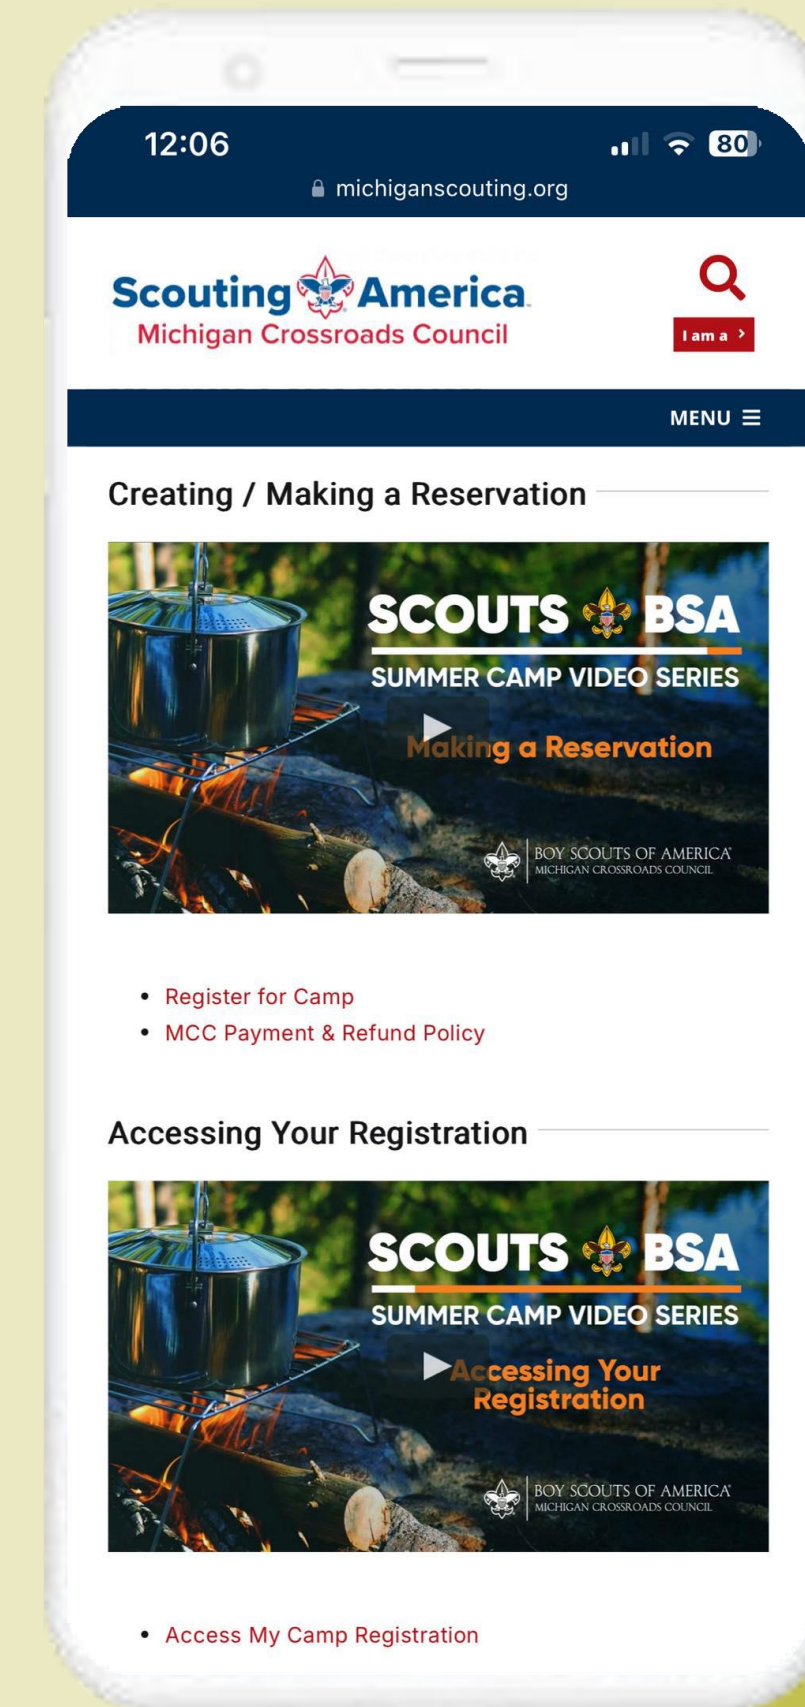 12:06
80
michiganscouting.org
Scouting America
Michigan Crossroads Council
I am a >
MENU
Creating / Making a Reservation
SCOUTS BSA
SUMMER CAMP VIDEO SERIES
Making a Reservation
BOY SCOUTS OF AMERICA®
MICHIGAN CROSSROADS COUNCIL
• Register for Camp
• MCC Payment & Refund Policy
Accessing Your Registration
SCOUTS BSA
SUMMER CAMP VIDEO SERIES
Accessing Your
Registration
BOY SCOUTS OF AMERICA®
MICHIGAN CROSSROADS COUNCIL
• Access My Camp Registration